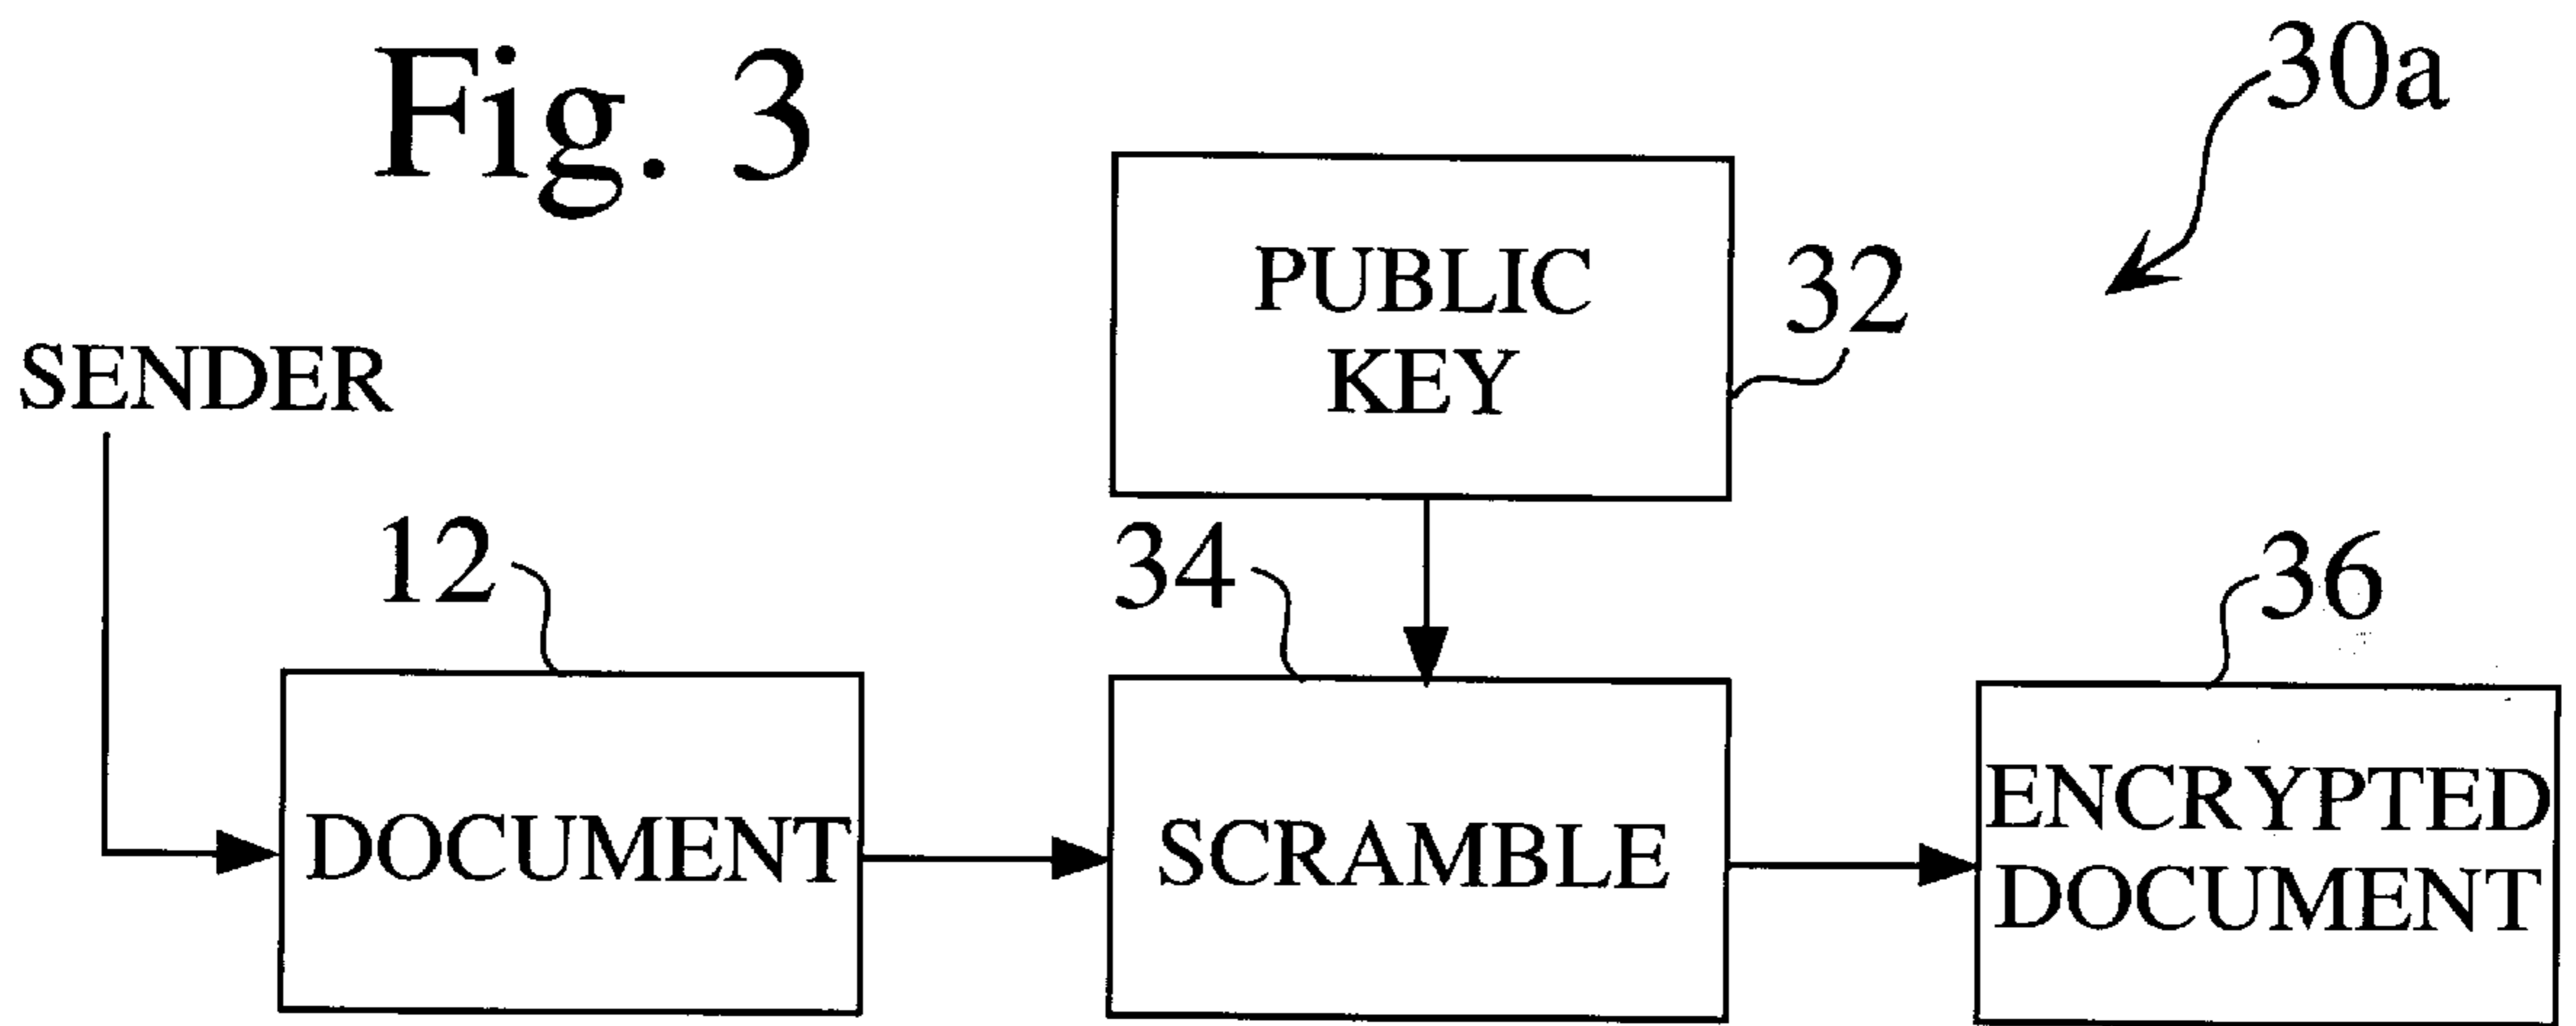 Fig. 3
30a
PUBLIC
KEY
32
SENDER
12
34
36
DOCUMENT
SCRAMBLE
ENCRYPTED
DOCUMENT